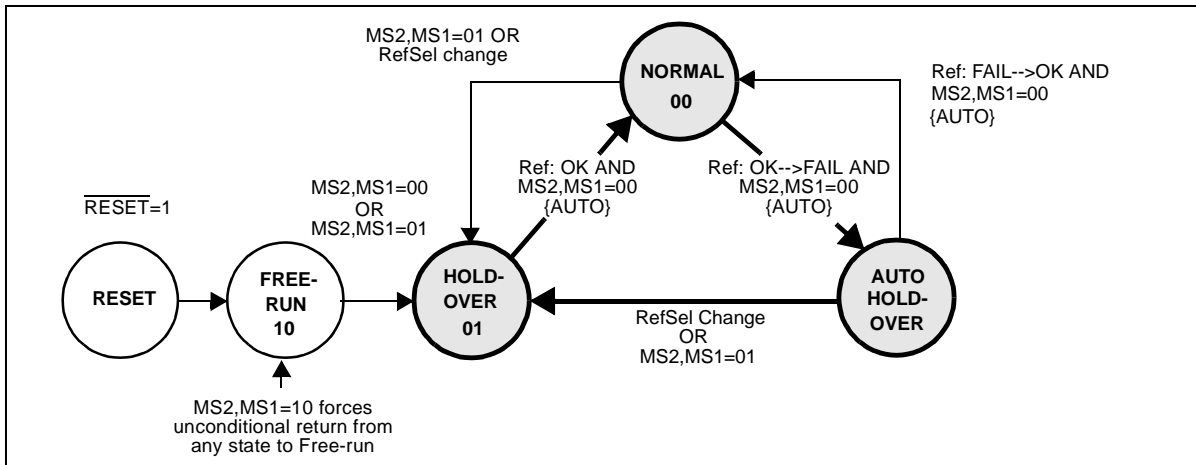 MS2,MS1=01 OR
RefSel change
NORMAL
00
Ref: FAIL-->OK AND
MS2,MS1=00
{AUTO}
Ref: OK AND
MS2,MS1=00
{AUTO}
Ref: OK-->FAIL AND
MS2,MS1=00
{AUTO}
RESET=1
MS2,MS1=00
OR
MS2,MS1=01
RESET
FREE-
RUN
10
HOLD-
OVER
01
AUTO
HOLD-
OVER
RefSel Change
OR
MS2,MS1=01
MS2,MS1=10 forces
unconditional return from
any state to Free-run